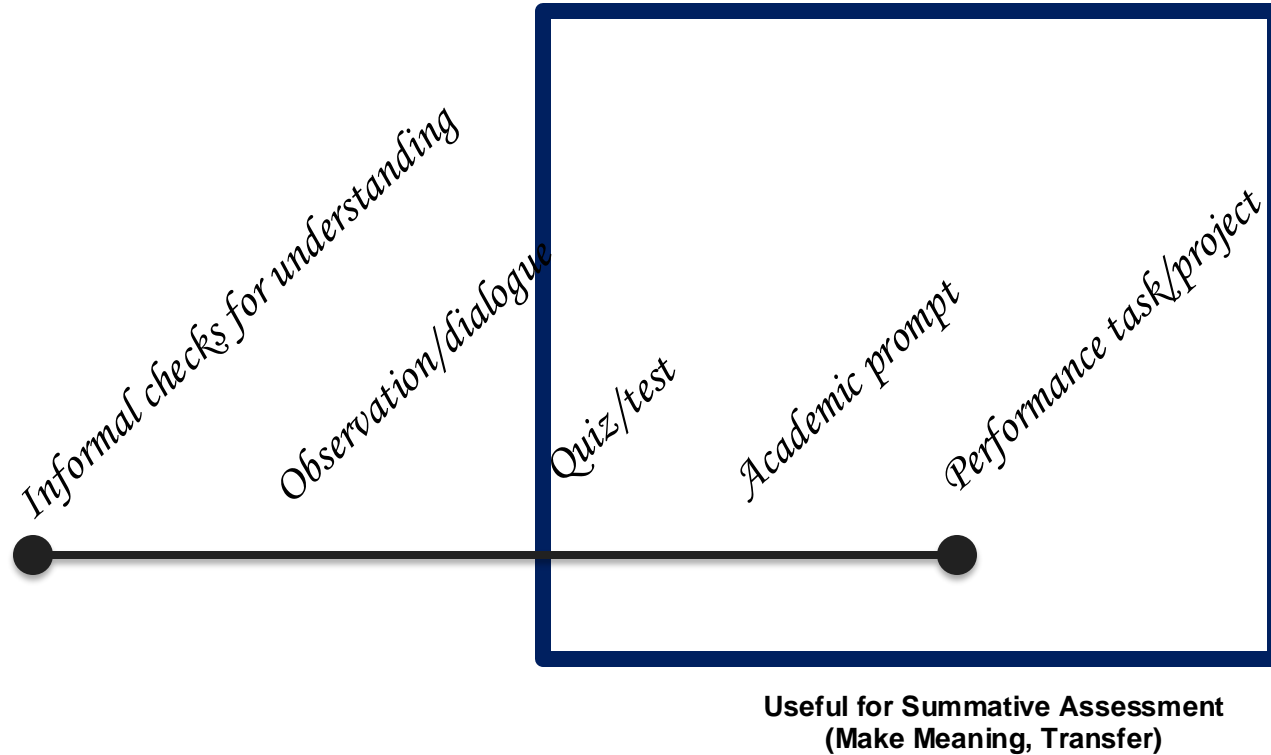 Informal checks for understanding
Observation/dialogue
Quiz/test
Academic prompt
Performance task/project
Useful for Summative Assessment
(Make Meaning, Transfer)